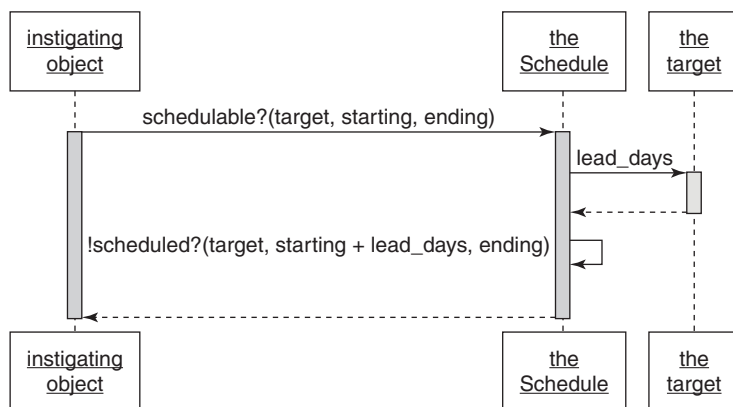 instigating
object
the
Schedule
the
target
schedulable?(target, starting, ending)
lead_days
!scheduled?(target, starting + lead_days, ending)
instigating
object
the
Schedule
the
target